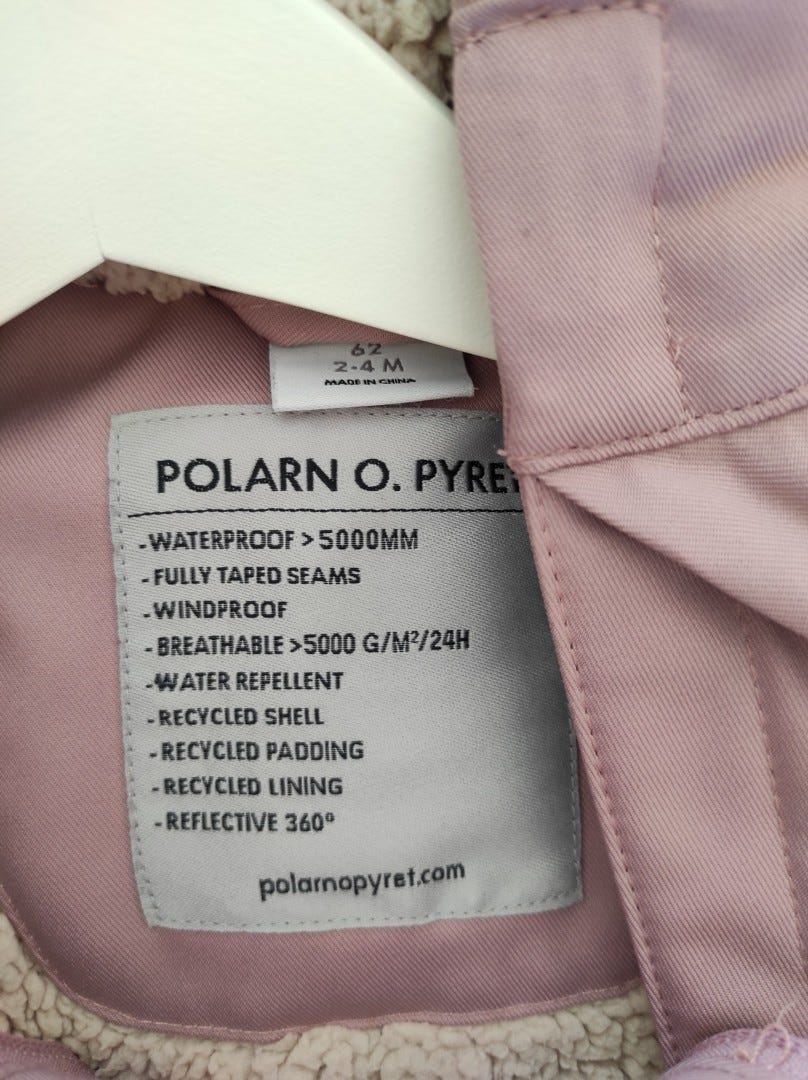 62
2-4 M
MADE IN CHINA
POLARN O. PYRET
-WATERPROOF > 5000MM
-FULLY TAPED SEAMS
-WINDPROOF
-BREATHABLE >5000 G/M²/24H
-WATER REPELLENT
-RECYCLED SHELL
-RECYCLED PADDING
-RECYCLED LINING
-REFLECTIVE 360°
polarnopyret.com